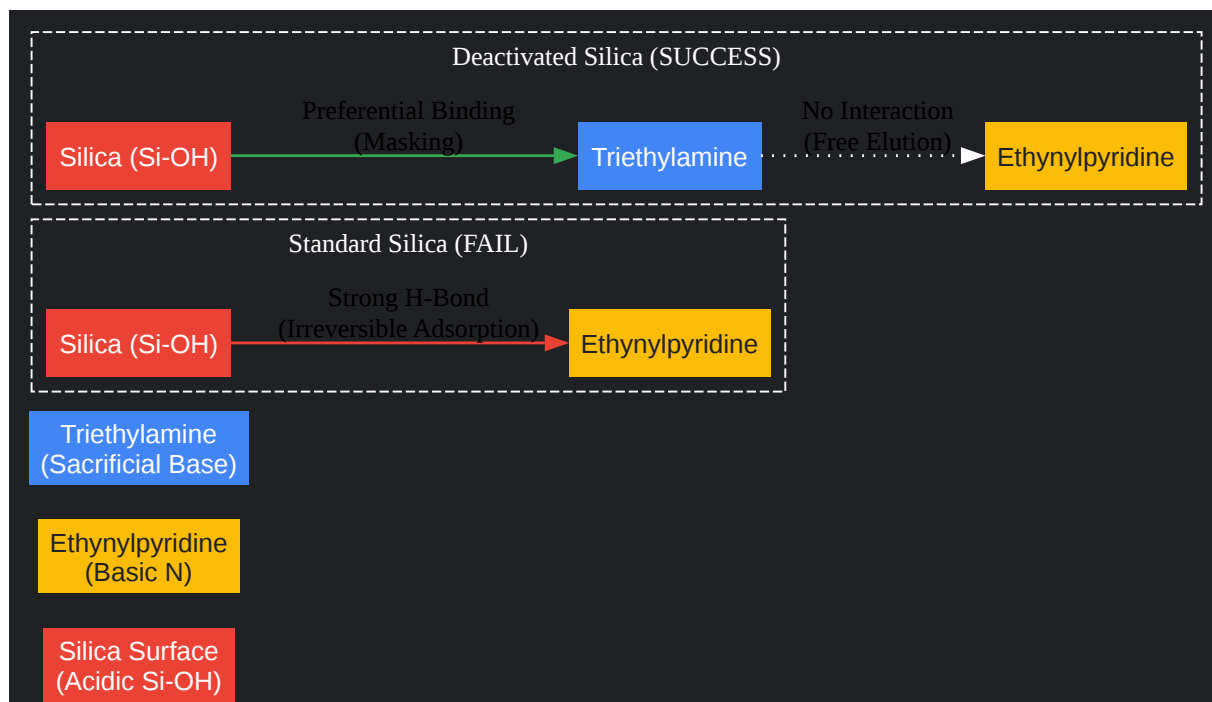 Deactivated Silica (SUCCESS)
Preferential Binding
(Masking)
No Interaction
(Free Elution)
Silica (Si-OH)
Triethylamine
Ethynylpyridine
Standard Silica (FAIL)
Strong H-Bond
(Irreversible Adsorption)
Silica (Si-OH)
Ethynylpyridine
Triethylamine
(Sacrificial Base)
Ethynylpyridine
(Basic N)
Silica Surface
(Acidic Si-OH)